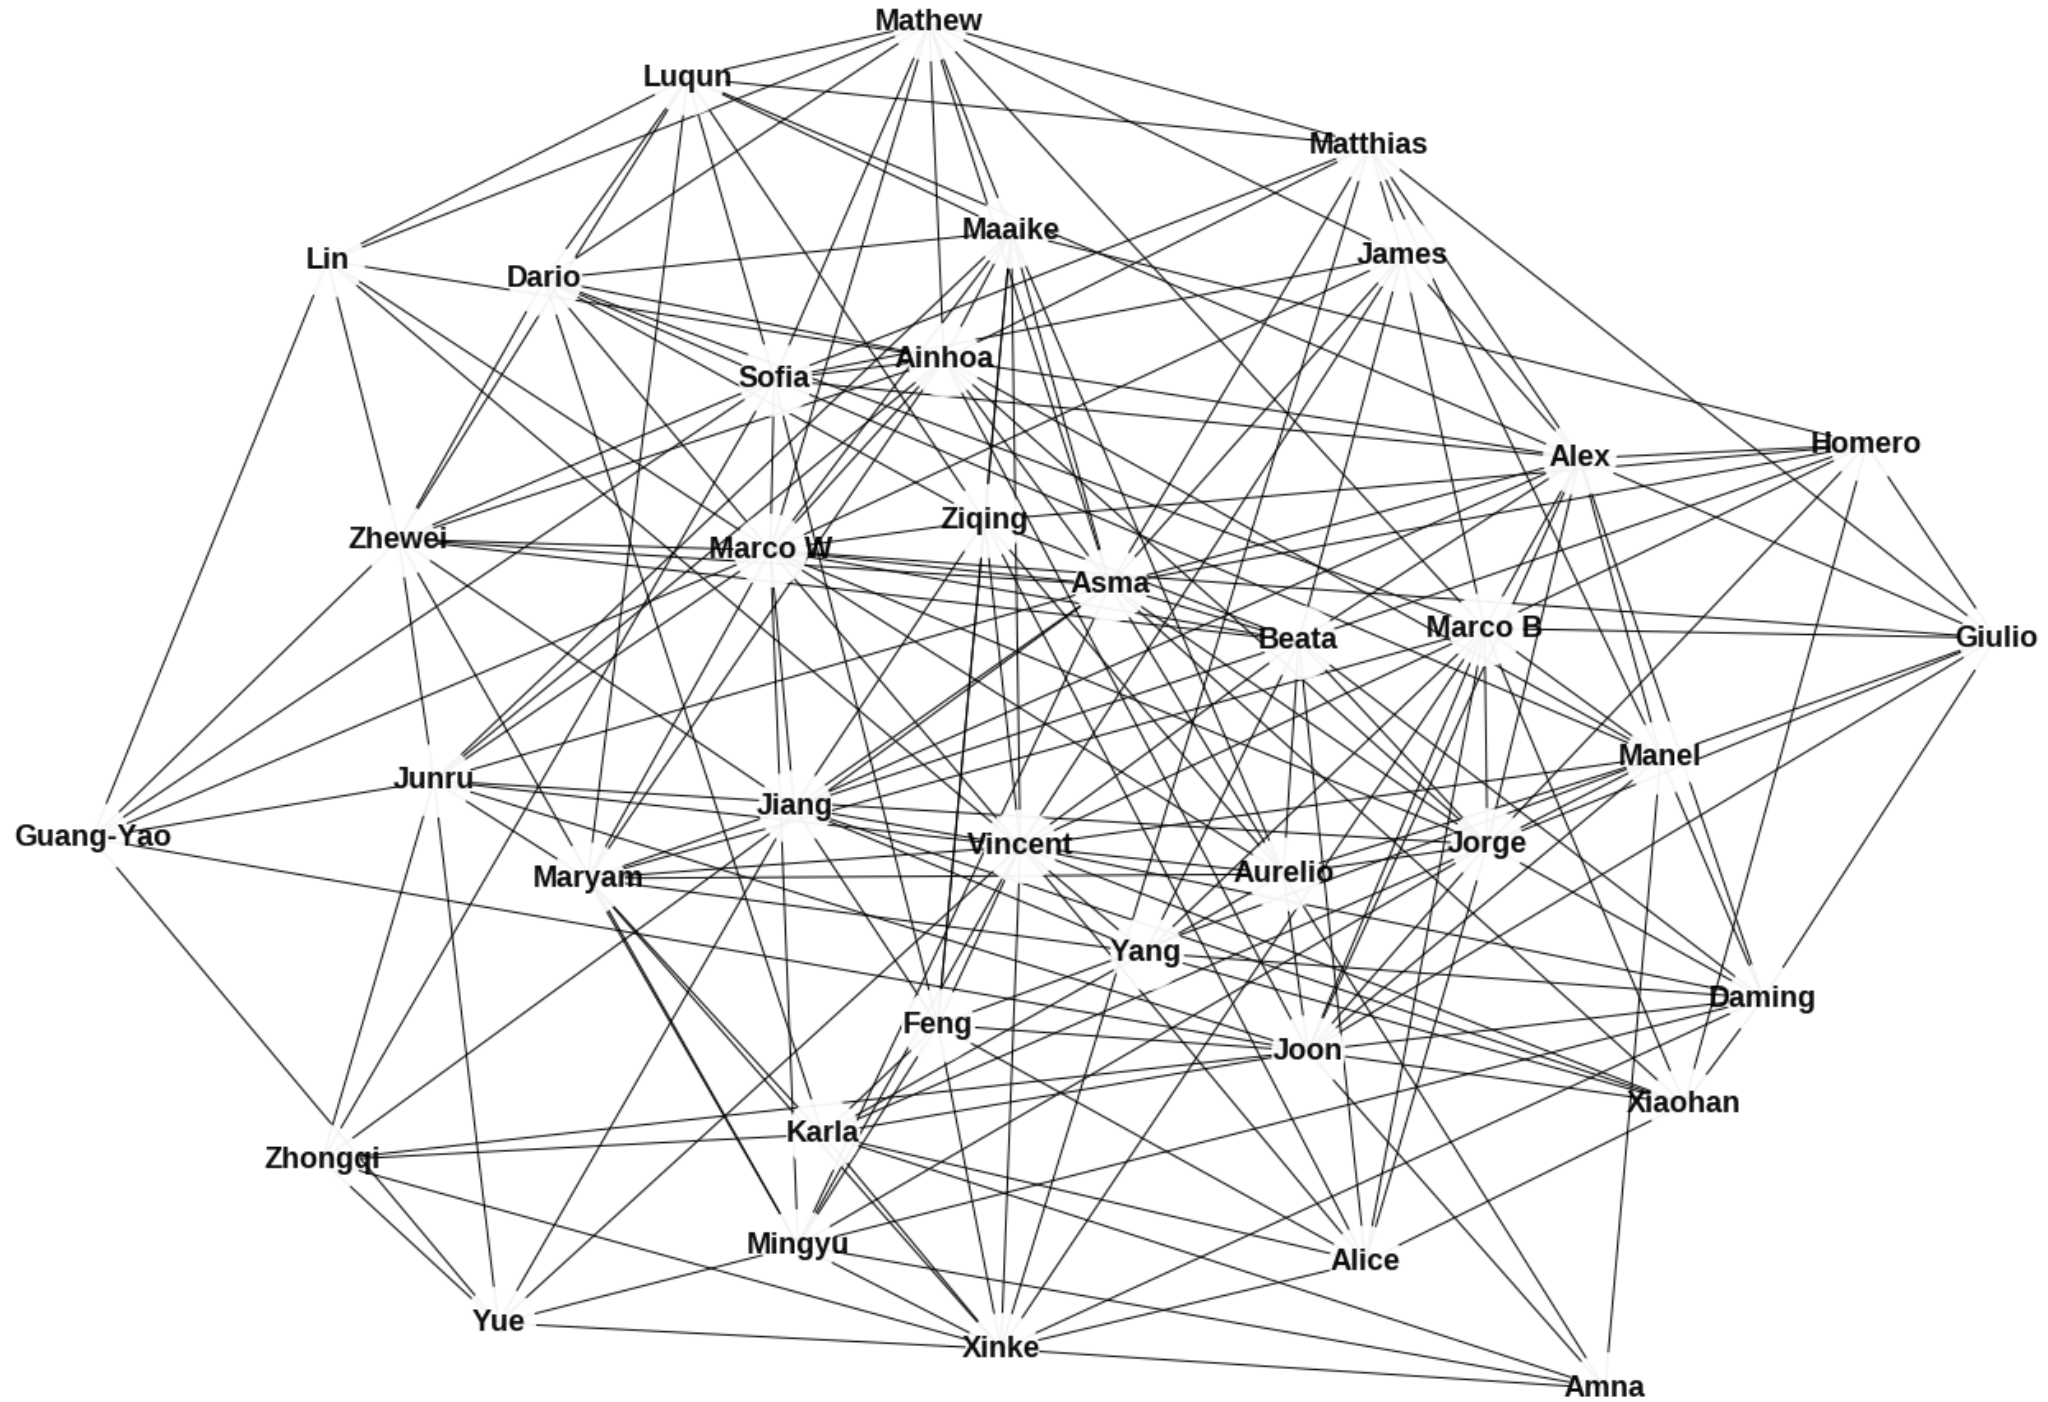 Mathew
Luqun
Matthias
Maaike
James
Lin
Dario
Ainhoa
Sofia
Homero
Alex
Ziqing
Zhewei
Marco W
Asma
Marco B
Beata
Giulio
Manel
Junru
Jiang
Guang-Yao
Vincent
Jorge
Maryam
Aurelio
Yang
Daming
Feng
Joon
Xiaohan
Karla
Zhongqi
Mingyu
Alice
Yue
Xinke
Amna